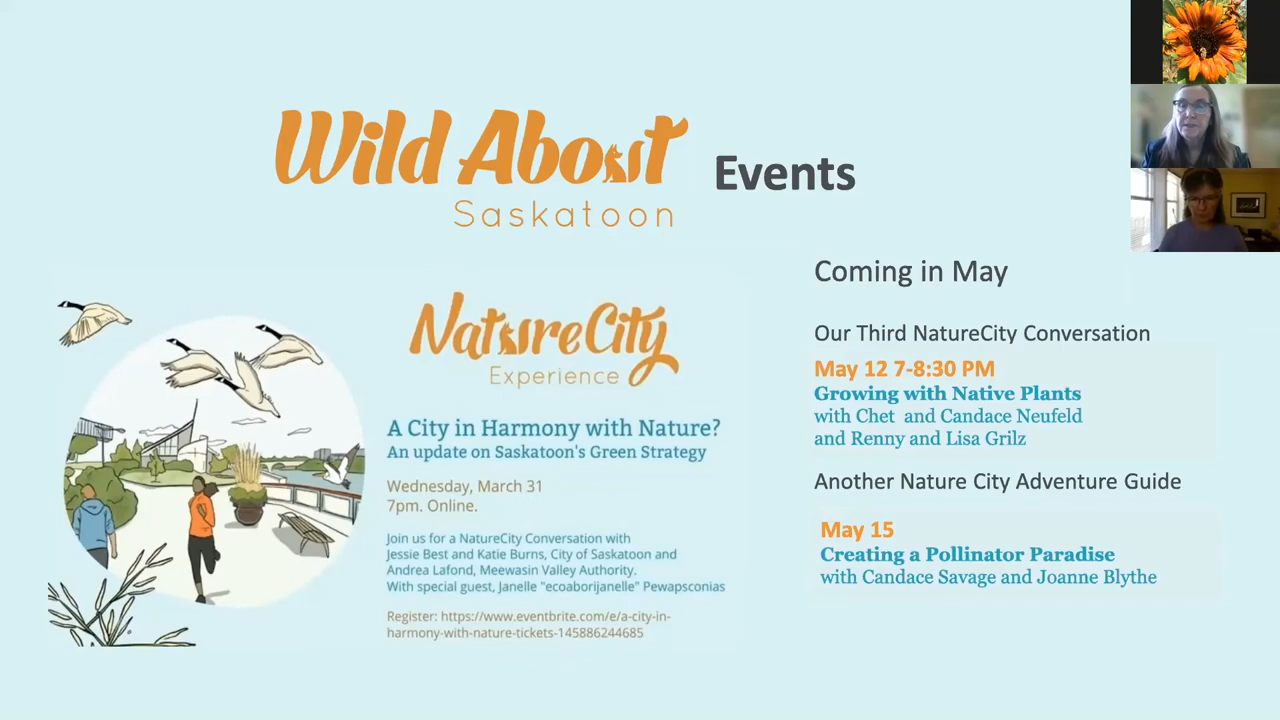 Wild About
Saskatoon
Events
NatureCity
Experience
A City in Harmony with Nature?
An update on Saskatoon's Green Strategy
Wednesday, March 31
7pm. Online.
Join us for a NatureCity Conversation with
Jessie Best and Katie Burns, City of Saskatoon and
Andrea Lafond, Meewasin Valley Authority.
With special guest, Janelle "ecoaborijanelle" Pewapsconias
Register: https://www.eventbrite.com/e/a-city-in-
harmony-with-nature-tickets-145886244685
Coming in May
Our Third NatureCity Conversation
May 12 7-8:30 PM
Growing with Native Plants
with Chet and Candace Neufeld
and Renny and Lisa Grilz
Another Nature City Adventure Guide
May 15
Creating a Pollinator Paradise
with Candace Savage and Joanne Blythe